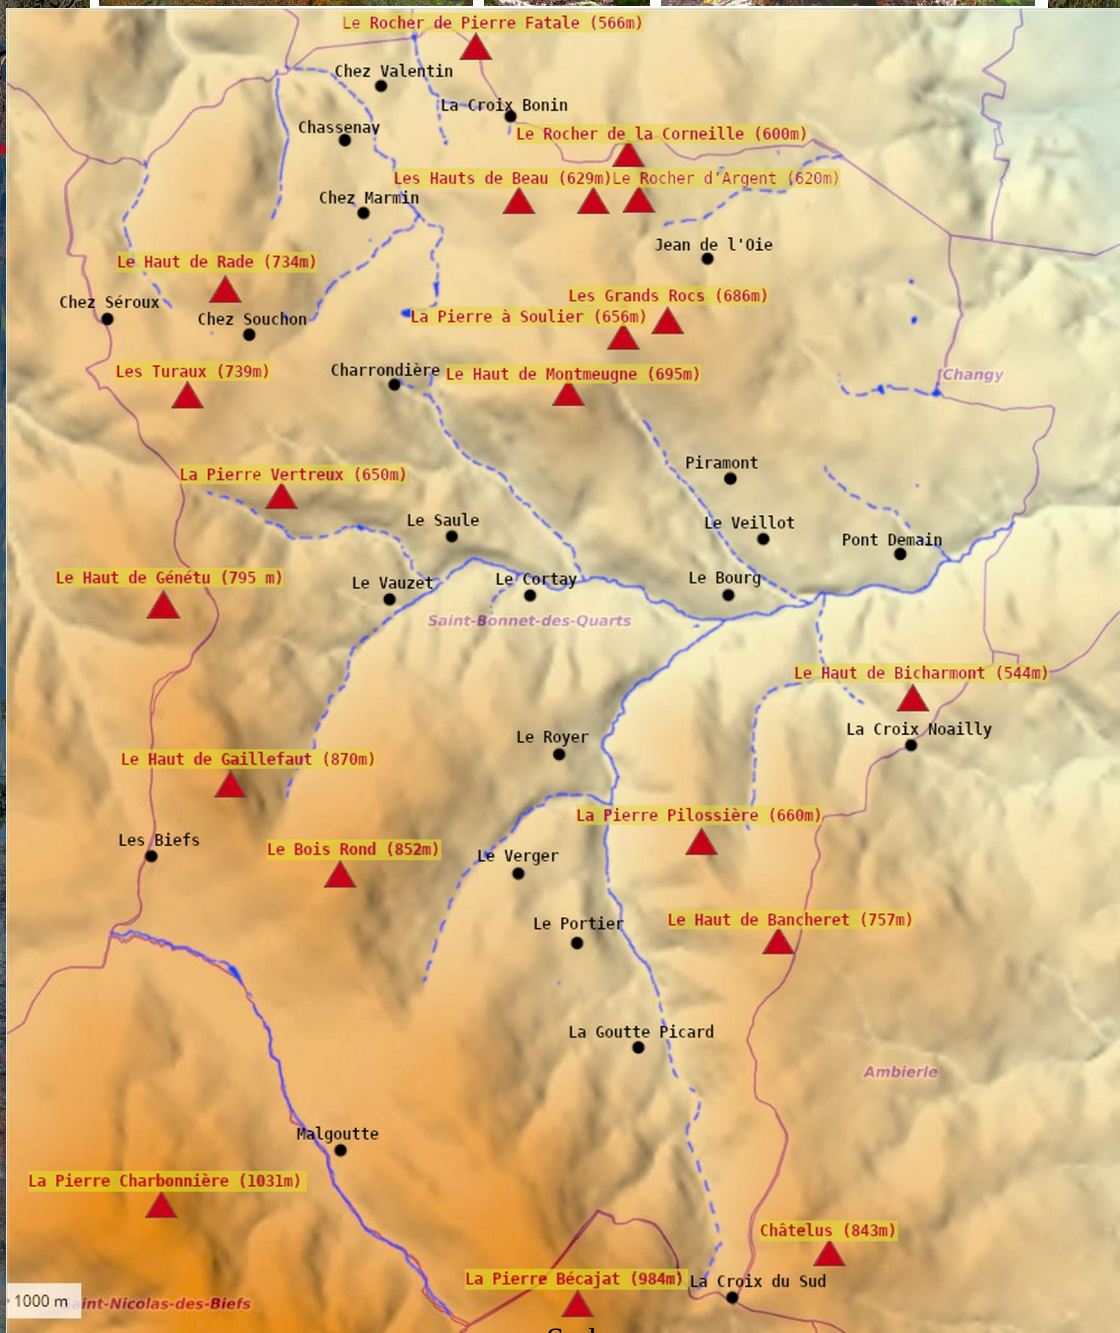 Le Rocher de Pierre Fatale (566m)
Chez Valentin
La Croix Bonin
Chassenay
Le Rocher de la Corneille (600m)
Les Hauts de Beau (629m)
Le Rocher d'Argent (620m)
Chez Marmin
Jean de l'Oie
Le Haut de Rade (734m)
Chez Séroux
Les Grands Rocs (686m)
Chez Souchon
La Pierre à Soulier (656m)
Les Turaux (739m)
Charrondière
Le Haut de Montmeugne (695m)
Changy
La Pierre Vertreux (650m)
Piramont
Le Saule
Le Veillot
Pont Demain
Le Haut de Génétu (795 m)
Le Vauzet
Le Cortay
Le Bourg
Saint-Bonnet-des-Quarts
Le Haut de Bicharmont (544m)
La Croix Noailly
Le Royer
Le Haut de Gaillefaut (870m)
La Pierre Pilossière (660m)
Les Biefs
Le Bois Rond (852m)
Le Verger
Le Portier
Le Haut de Bancheret (757m)
La Goutte Picard
Ambierle
Malgoutte
La Pierre Charbonnière (1031m)
Châtelus (843m)
La Pierre Bécajat (984m)
La Croix du Sud
1000 m
aint-Nicolas-des-Biefs